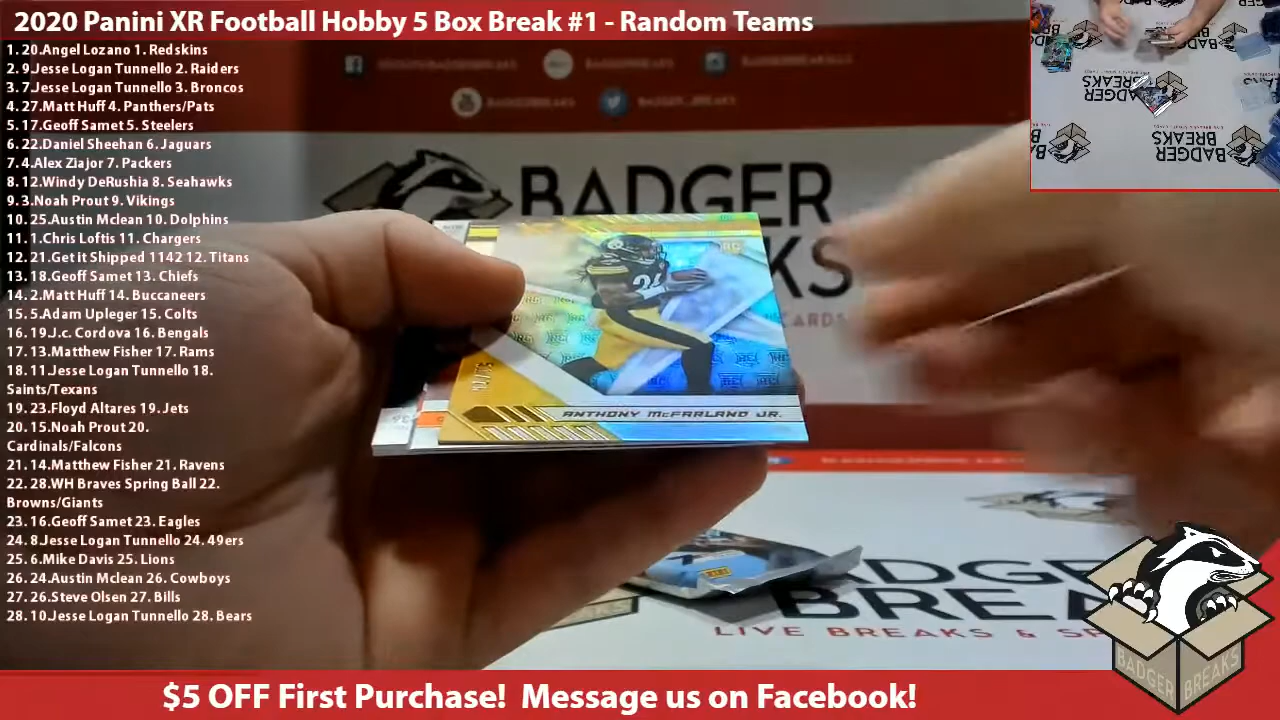 2020 Panini XR Football Hobby 5 Box Break #1 - Random Teams
1. 20.Angel Lozano 1. Redskins
2. 9.Jesse Logan Tunnello 2. Raiders
3. 7.Jesse Logan Tunnello 3. Broncos
4. 27.Matt Huff 4. Panthers/Pats
5. 17.Geoff Samet 5. Steelers
6. 22.Daniel Sheehan 6. Jaguars
7. 4.Alex Ziajor 7. Packers
8. 12.Windy DeRushia 8. Seahawks
9. 3.Noah Prout 9. Vikings
10. 25.Austin Mclean 10. Dolphins
11. 1.Chris Loftis 11. Chargers
12. 21.Get it Shipped 1142 12. Titans
13. 18.Geoff Samet 13. Chiefs
14. 2.Matt Huff 14. Buccaneers
15. 5.Adam Upleger 15. Colts
16. 19.J.c. Cordova 16. Bengals
17. 13.Matthew Fisher 17. Rams
18. 11.Jesse Logan Tunnello 18.
Saints/Texans
19. 23.Floyd Altares 19. Jets
20. 15.Noah Prout 20.
Cardinals/Falcons
21. 14.Matthew Fisher 21. Ravens
22. 28.WH Braves Spring Ball 22.
Browns/Giants
23. 16.Geoff Samet 23. Eagles
24. 8.Jesse Logan Tunnello 24. 49ers
25. 6.Mike Davis 25. Lions
26. 24.Austin Mclean 26. Cowboys
27. 26.Steve Olsen 27. Bills
28. 10.Jesse Logan Tunnello 28. Bears
BADGER
KS
CARDS
ANTHONY McFARLAND JR.
BADGER
BREAKS
BADGER
BREAKS
ADGE
BREA
LIVE BREAKS & SP
BADGER BREAKS
$5 OFF First Purchase! Message us on Facebook!